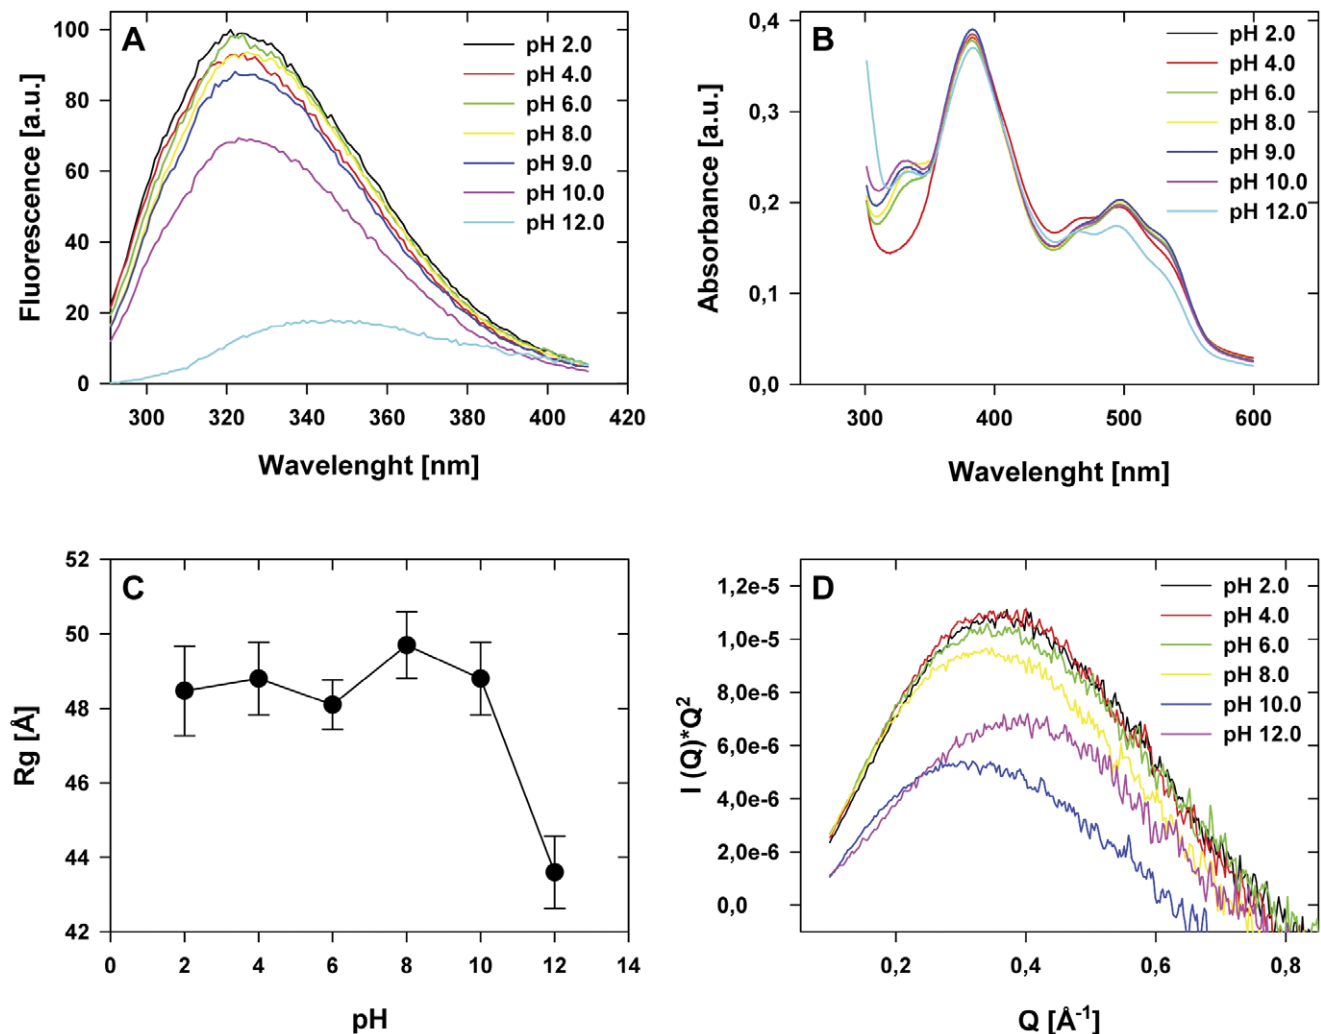 A
Fluorescence [a.u.]
100
80
60
40
20
0
300 320 340 360 380 400 420
Wavelenght [nm]
pH 2.0
pH 4.0
pH 6.0
pH 8.0
pH 9.0
pH 10.0
pH 12.0
B
Absorbance [a.u.]
0,4
0,3
0,2
0,1
0,0
300 400 500 600
Wavelenght [nm]
pH 2.0
pH 4.0
pH 6.0
pH 8.0
pH 9.0
pH 10.0
pH 12.0
C
Rg [Å]
52
50
48
46
44
42
0 2 4 6 8 10 12 14
pH
D
I (Q))*Q2
1,2e-5
1,0e-5
8,0e-6
6,0e-6
4,0e-6
2,0e-6
0,0
0,2 0,4 0,6 0,8
Q [Å-1]
pH 2.0
pH 4.0
pH 6.0
pH 8.0
pH 10.0
pH 12.0